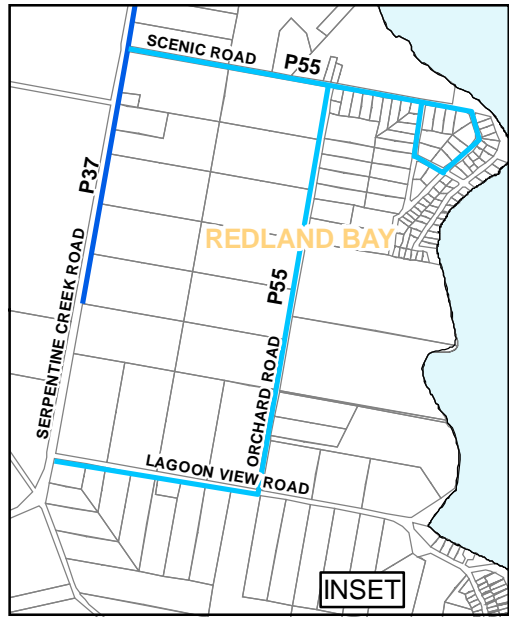 SCENIC ROAD
P55
P37
REDLAND BAY
P55
SERPENTINE CREEK ROAD
ORCHARD ROAD
LAGOON VIEW ROAD
INSET